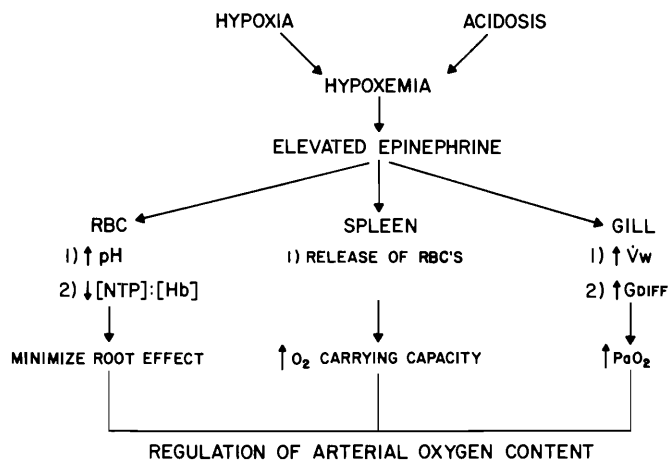 HYPOXIA ACIDOSIS
HYPOXEMIA
ELEVATED EPINEPHRINE
RBC SPLEEN GILL
1) ↑ pH 1) RELEASE OF RBC'S 1) ↑ V̇w
2) ↓ [NTP]:[Hb] 2) ↑ GDIFF
MINIMIZE ROOT EFFECT ↑ O₂ CARRYING CAPACITY ↑ PaO₂
REGULATION OF ARTERIAL OXYGEN CONTENT